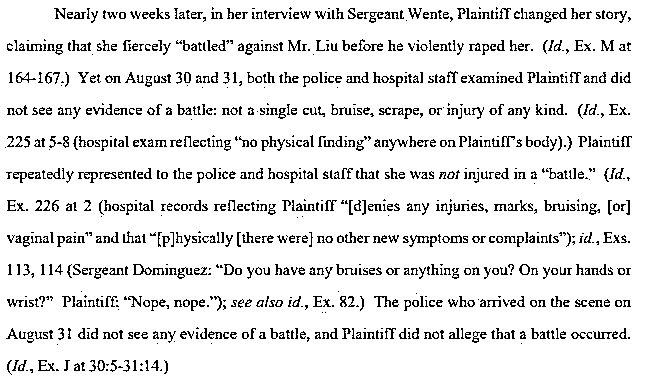 Nearly two weeks later, in her interview with Sergeant Wente, Plaintiff changed her story,
claiming that she fiercely “battled” against Mr. Liu before he violently raped her. (Id., Ex. M at
164-167.) Yet on August 30 and 31, both the police and hospital staff examined Plaintiff and did
not see any evidence of a battle: not a single cut, bruise, scrape, or injury of any kind. (Id., Ex.
225 at 5-8 (hospital exam reflecting “no physical finding” anywhere on Plaintiff’s body).) Plaintiff
repeatedly represented to the police and hospital staff that she was not injured in a “battle.” (Id.,
Ex. 226 at 2 (hospital records reflecting Plaintiff “[d]enies any injuries, marks, bruising, [or]
vaginal pain” and that “[p]hysically [there were] no other new symptoms or complaints”); id., Exs.
113, 114 (Sergeant Dominguez: “Do you have any bruises or anything on you? On your hands or
wrist?” Plaintiff: “Nope, nope.”); see also id., Ex. 82.) The police who arrived on the scene on
August 31 did not see any evidence of a battle, and Plaintiff did not allege that a battle occurred.
(Id., Ex. J at 30:5-31:14.)